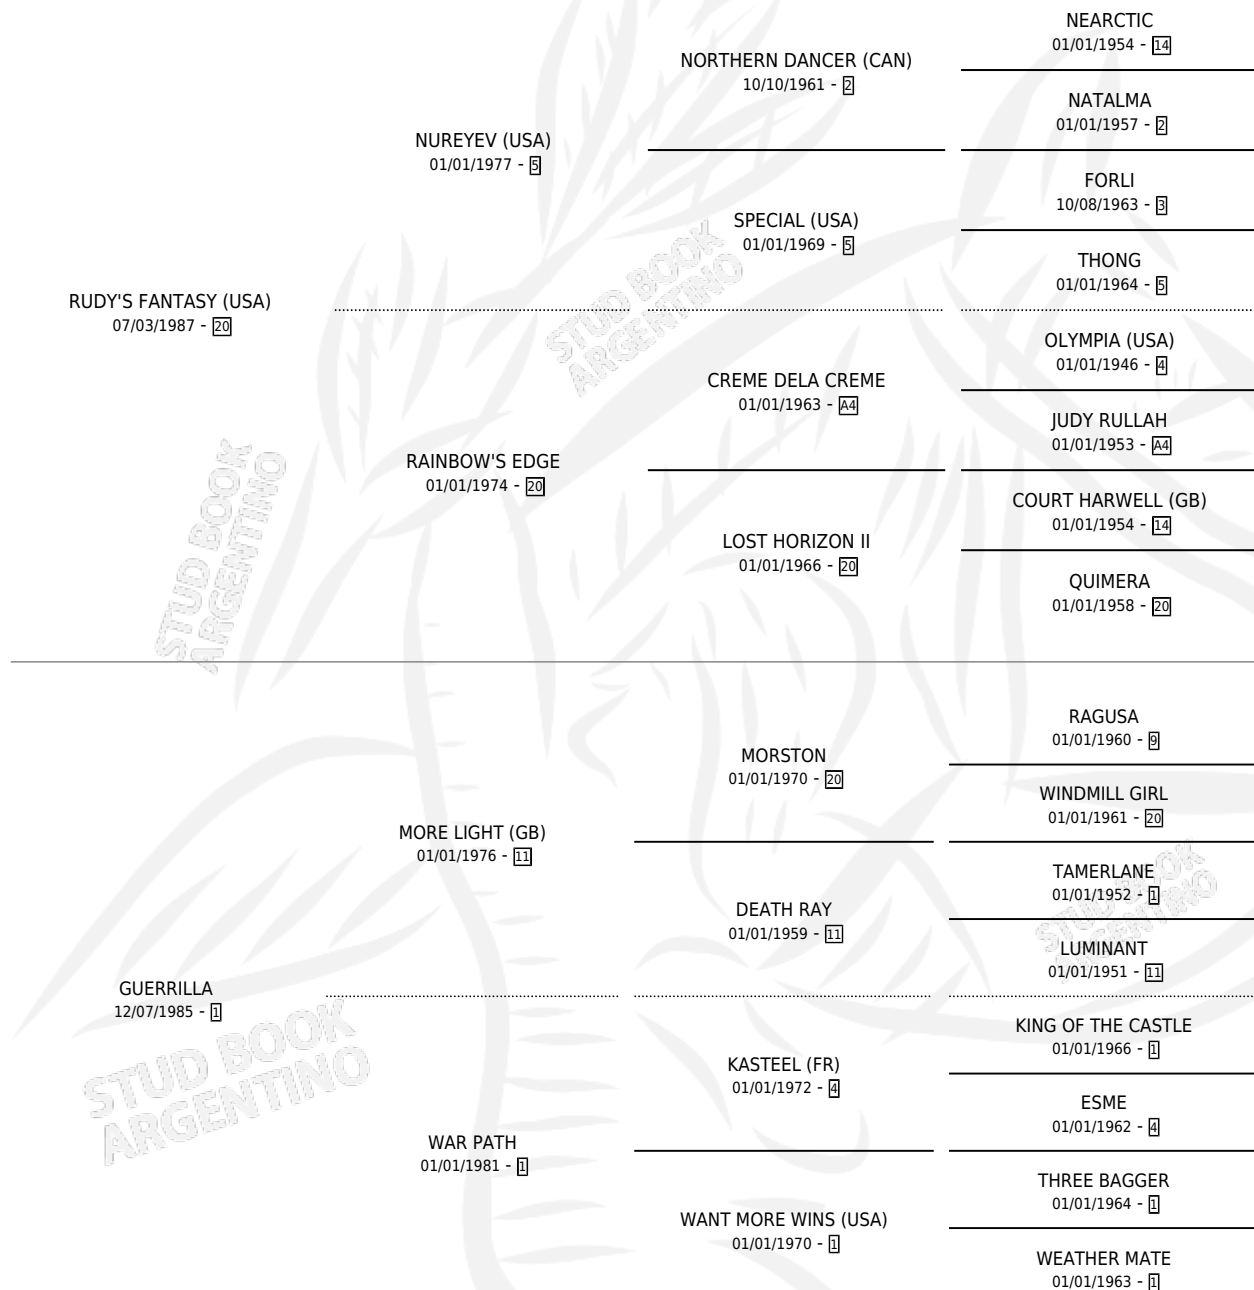 NEARCTIC
01/01/1954 - 14
NORTHERN DANCER (CAN)
10/10/1961 - 2
NATALMA
01/01/1957 - 2
NUREYEV (USA)
01/01/1977 - 5
FORLI
10/08/1963 - 3
SPECIAL (USA)
01/01/1969 - 5
THONG
01/01/1964 - 5
RUDY'S FANTASY (USA)
07/03/1987 - 20
OLYMPIA (USA)
01/01/1946 - 4
CREME DELA CREME
01/01/1963 - A4
JUDY RULLAH
01/01/1953 - A4
RAINBOW'S EDGE
01/01/1974 - 20
COURT HARWELL (GB)
01/01/1954 - 14
LOST HORIZON II
01/01/1966 - 20
QUIMERA
01/01/1958 - 20
RAGUSA
01/01/1960 - 9
MORSTON
01/01/1970 - 20
WINDMILL GIRL
01/01/1961 - 20
MORE LIGHT (GB)
01/01/1976 - 11
TAMERLANE
01/01/1952 - 1
DEATH RAY
01/01/1959 - 11
LUMINANT
01/01/1951 - 11
GUERRILLA
12/07/1985 - 1
KING OF THE CASTLE
01/01/1966 - 1
KASTEEL (FR)
01/01/1972 - 4
ESME
01/01/1962 - 4
WAR PATH
01/01/1981 - 1
THREE BAGGER
01/01/1964 - 1
WANT MORE WINS (USA)
01/01/1970 - 1
WEATHER MATE
01/01/1963 - 1
STUD BOOK
ARGENTINO
STUD BOOK
ARGENTINO
STUD BOOK
ARGENTINO
STUD BOOK
ARGENTINO